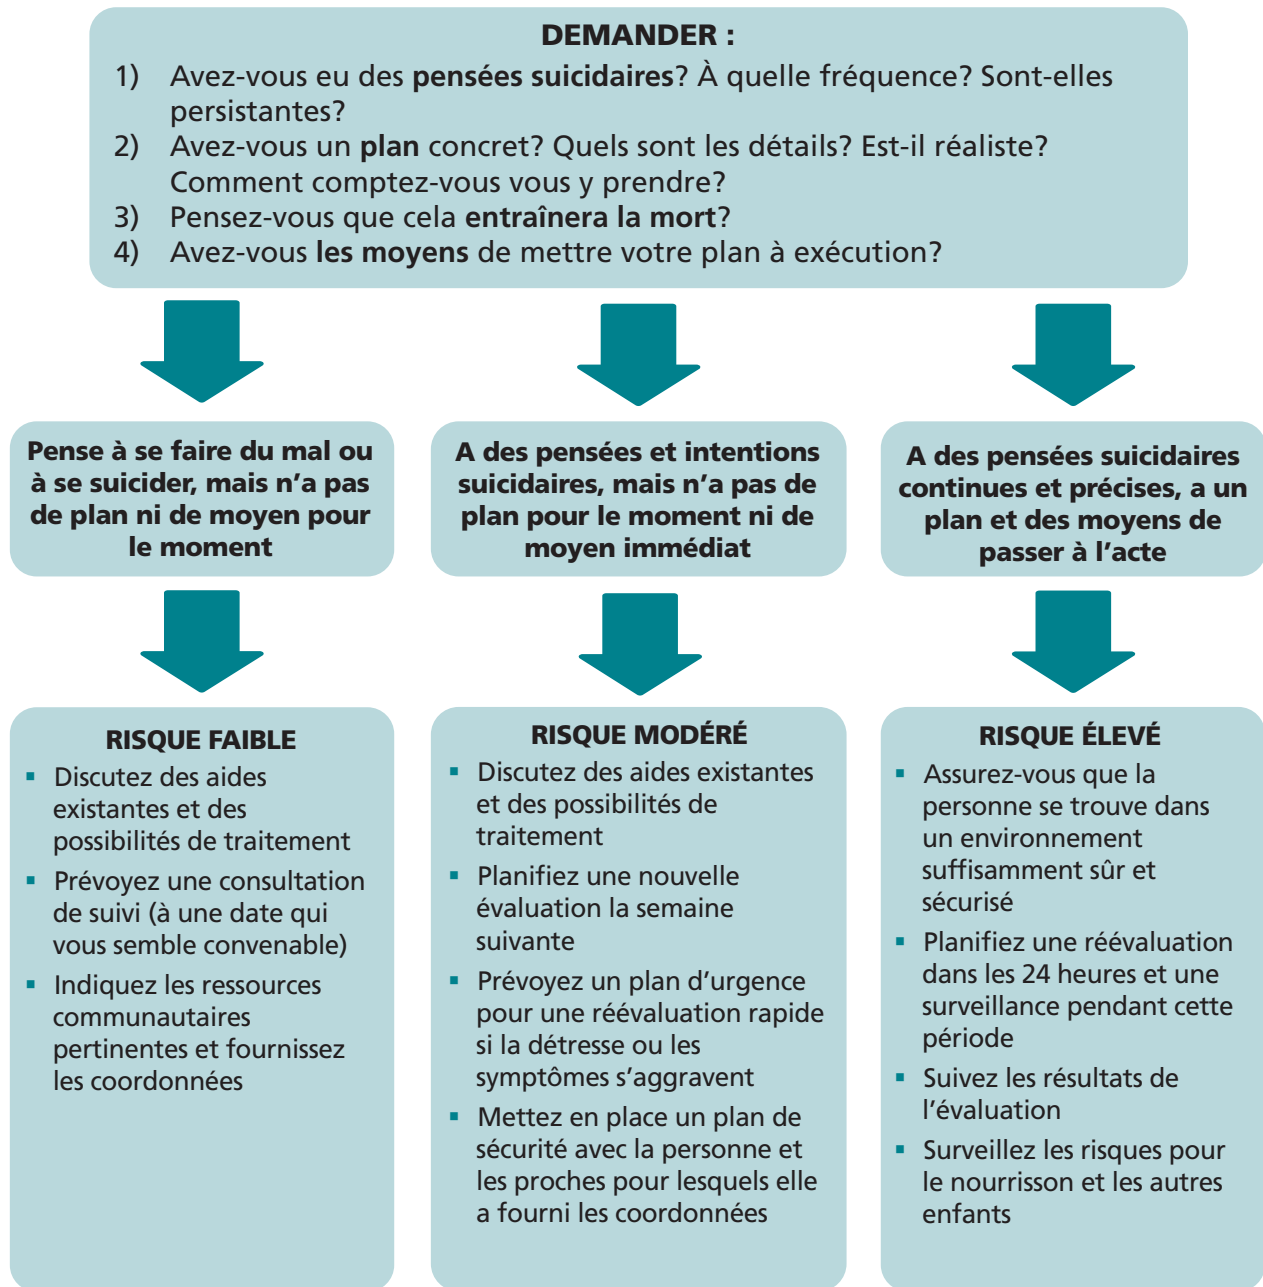 DEMANDER :
1) Avez-vous eu des pensées suicidaires? À quelle fréquence? Sont-elles
persistantes?
2) Avez-vous un plan concret? Quels sont les détails? Est-il réaliste?
Comment comptez-vous vous y prendre?
3) Pensez-vous que cela entraînera la mort?
4) Avez-vous les moyens de mettre votre plan à exécution?
Pense à se faire du mal ou
à se suicider, mais n’a pas
de plan ni de moyen pour
le moment
A des pensées et intentions
suicidaires, mais n’a pas de
plan pour le moment ni de
moyen immédiat
A des pensées suicidaires
continues et précises, a un
plan et des moyens de
passer à l’acte
RISQUE FAIBLE
▪ Discutez des aides
existantes et des
possibilités de traitement
▪ Prévoyez une consultation
de suivi (à une date qui
vous semble convenable)
▪ Indiquez les ressources
communautaires
pertinentes et fournissez
les coordonnées
RISQUE MODÉRÉ
▪ Discutez des aides existantes
et des possibilités de
traitement
▪ Planifiez une nouvelle
évaluation la semaine
suivante
▪ Prévoyez un plan d’urgence
pour une réévaluation rapide
si la détresse ou les
symptômes s’aggravent
▪ Mettez en place un plan de
sécurité avec la personne et
les proches pour lesquels elle
a fourni les coordonnées
RISQUE ÉLEVÉ
▪ Assurez-vous que la
personne se trouve dans
un environnement
suffisamment sûr et
sécurisé
▪ Planifiez une réévaluation
dans les 24 heures et une
surveillance pendant cette
période
▪ Suivez les résultats de
l’évaluation
▪ Surveillez les risques pour
le nourrisson et les autres
enfants